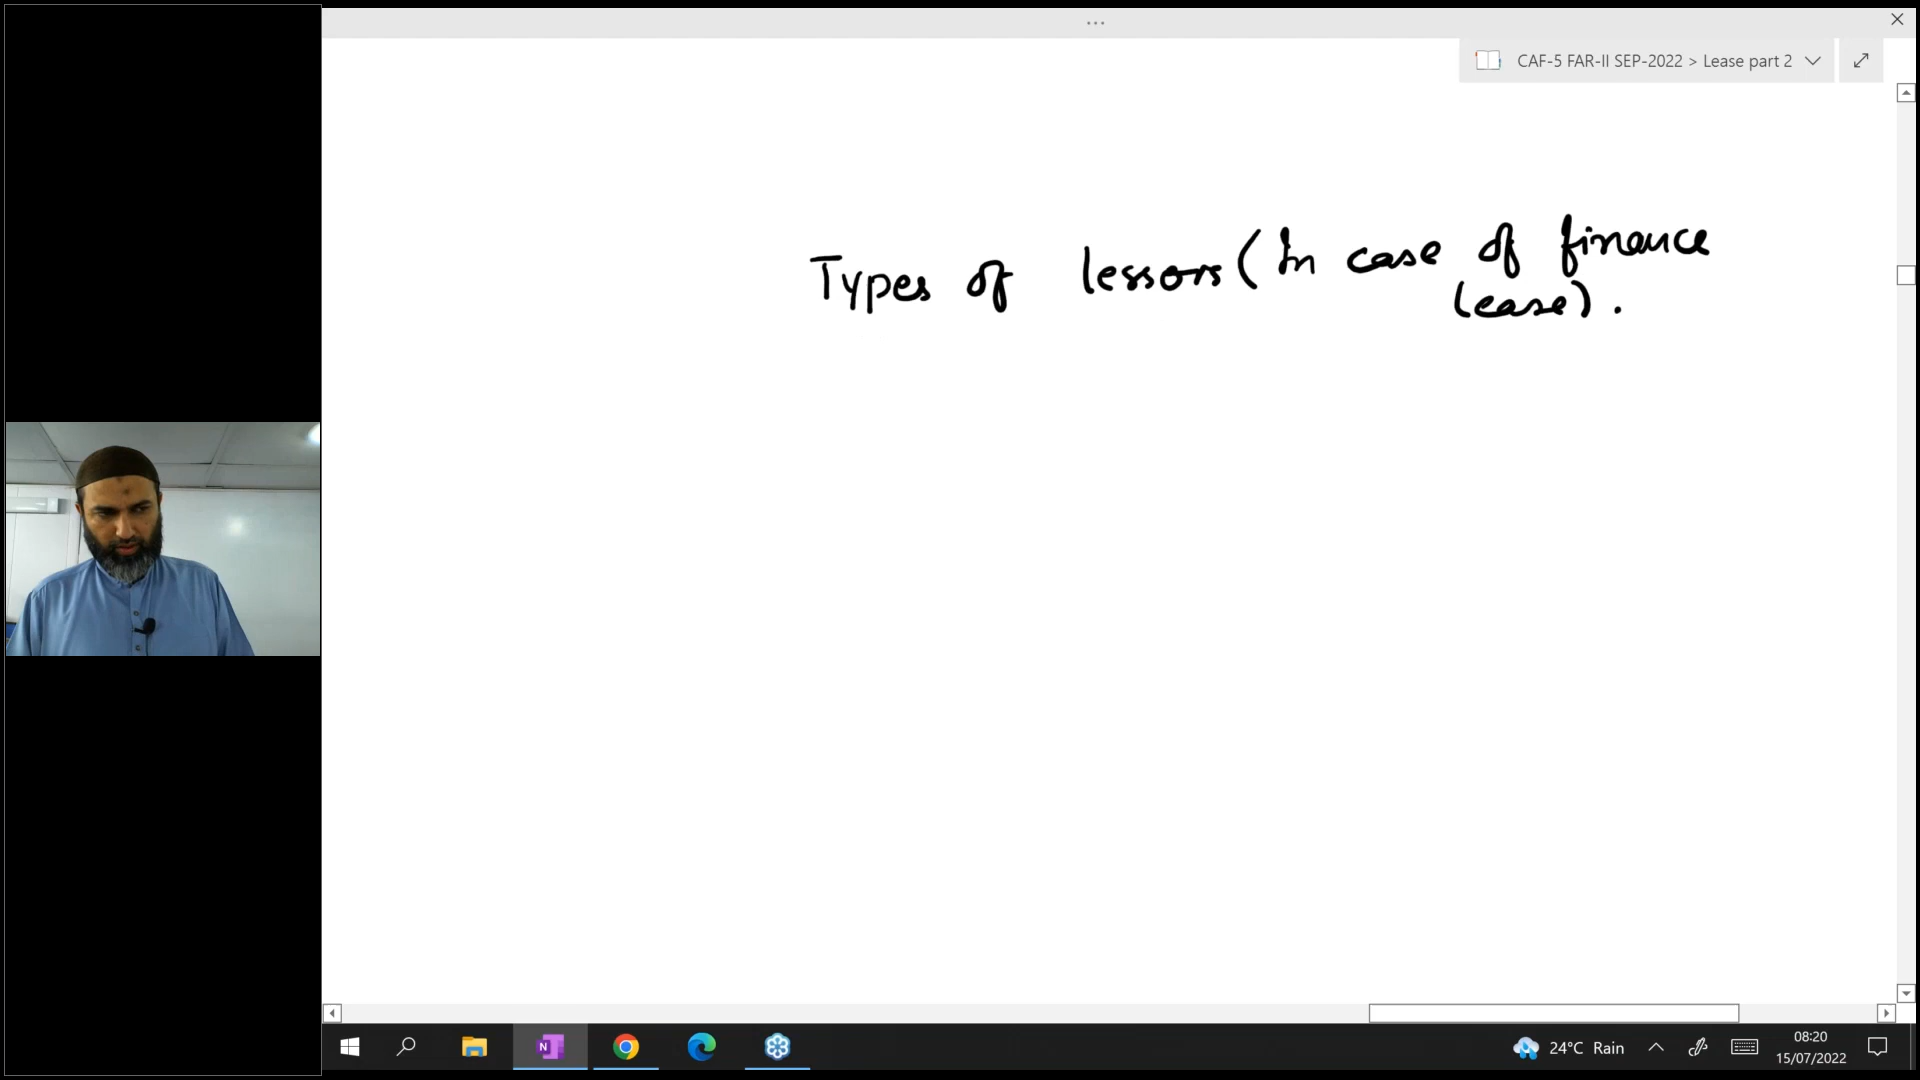 CAF-5 FAR-II SEP-2022 > Lease part 2
Types of lessors (In case of finance
lease).
24°C Rain
08:20
15/07/2022